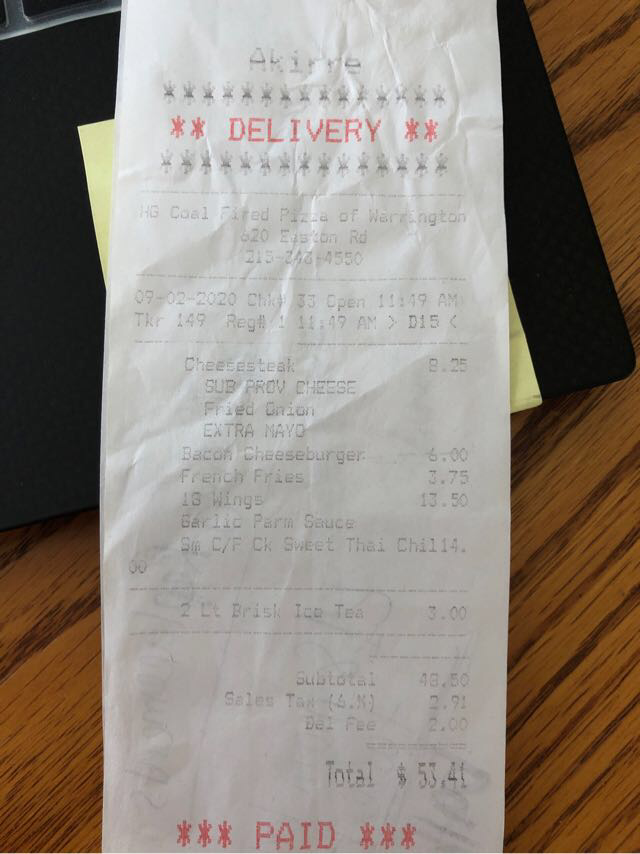 ** DELIVERY **
HG Coal Fired Pizza of Warrington
620 Easton Rd
215-343-4550
09-02-2020 Chk# 33 Open 11:49 AM
Tkr 149 Reg# 1 11:49 AM > D15 <
Cheesesteak 8.25
SUB PROV CHEESE
Fried Onion
EXTRA MAYO
Bacon Cheeseburger 6.00
French Fries 3.75
Wings 13.50
Garlic Parm Sauce
Sm C/F Ck Sweet Thai Chil14.
00
2 Lt Brisk Ice Tea 3.00
Subtotal 48.50
Sales Tax 2.91
Del Fee 2.00
Total $ 53.41
*** PAID ***